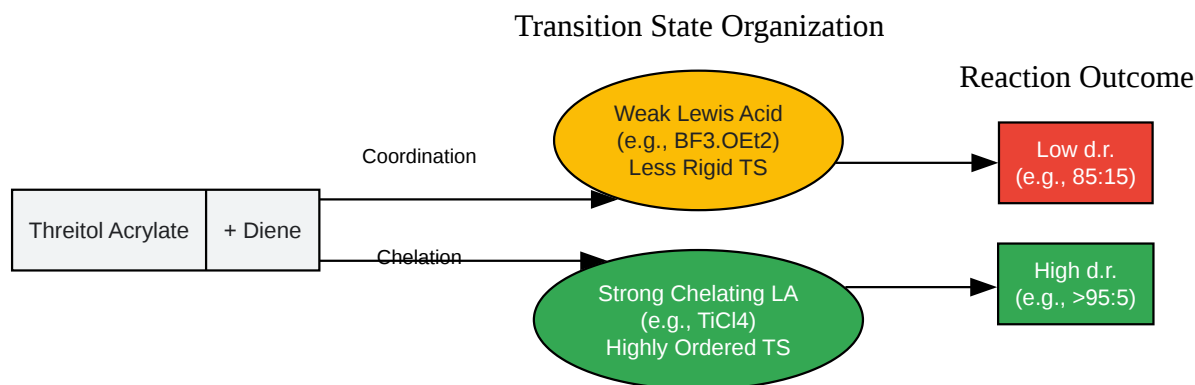 Transition State Organization
Reaction Outcome
Threitol Acrylate
+ Diene
Coordination
Chelation
Weak Lewis Acid
(e.g., BF3.OEt2)
Less Rigid TS
Low d.r.
(e.g., 85:15)
Strong Chelating LA
(e.g., TiCl4)
Highly Ordered TS
High d.r.
(e.g., >95:5)